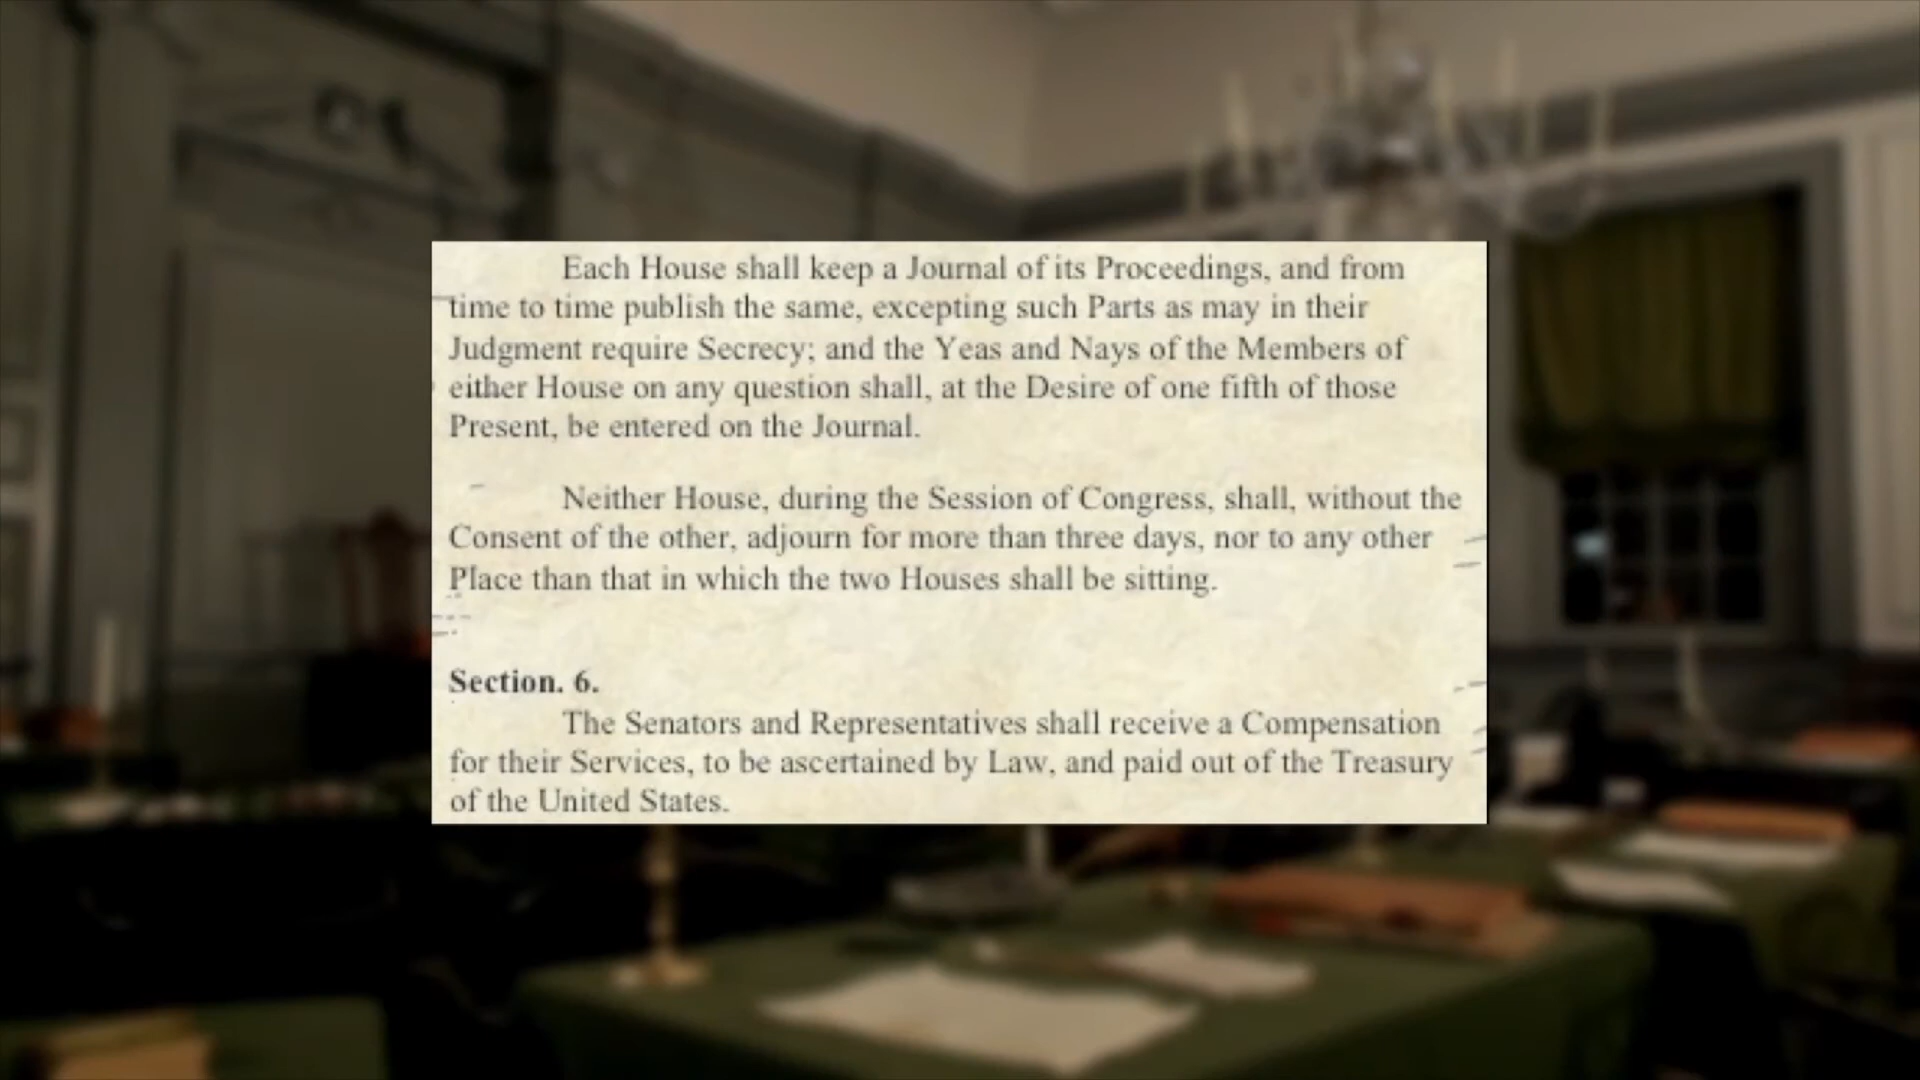 Each House shall keep a Journal of its Proceedings, and from
time to time publish the same, excepting such Parts as may in their
Judgment require Secrecy; and the Yeas and Nays of the Members of
either House on any question shall, at the Desire of one fifth of those
Present, be entered on the Journal.
Neither House, during the Session of Congress, shall, without the
Consent of the other, adjourn for more than three days, nor to any other
Place than that in which the two Houses shall be sitting.
Section. 6.
The Senators and Representatives shall receive a Compensation
for their Services, to be ascertained by Law, and paid out of the Treasury
of the United States.